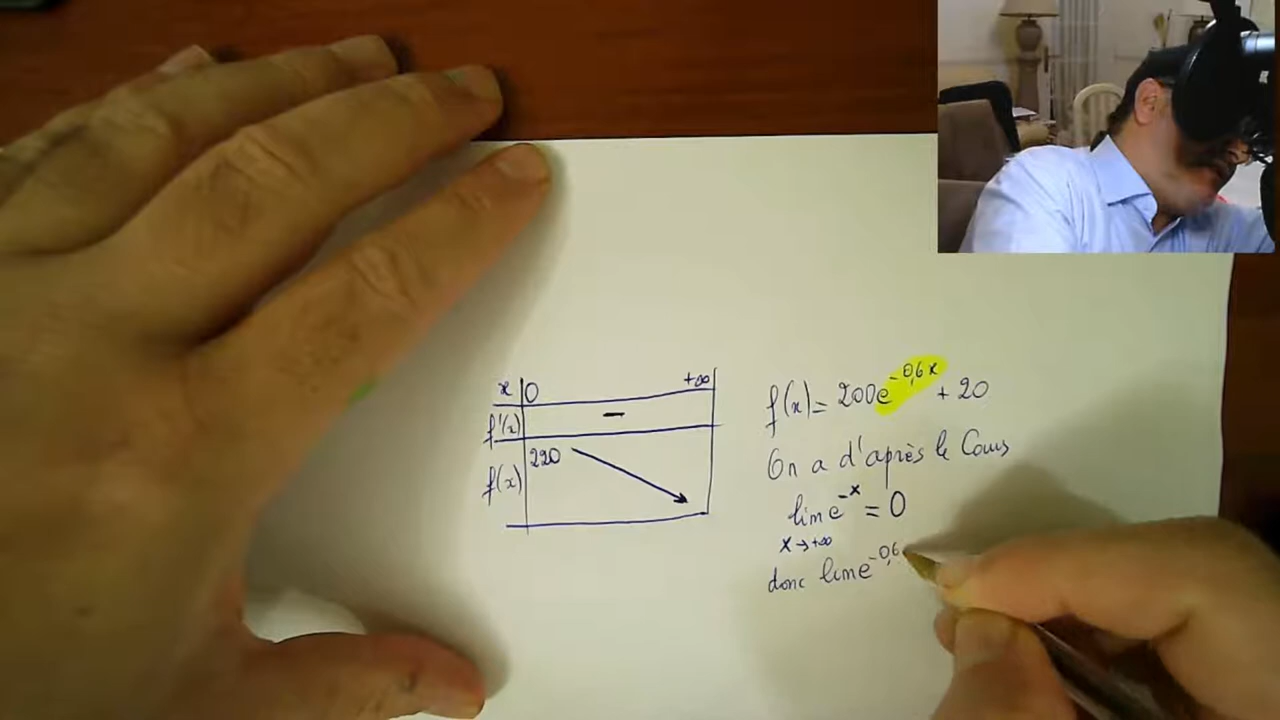 x 0 +∞
f'(x) −
f(x) 220
f(x) = 200e^-0,6x + 20
On a d'après le Cours
lim e^-x = 0
x → +∞
donc lim e^-0,6